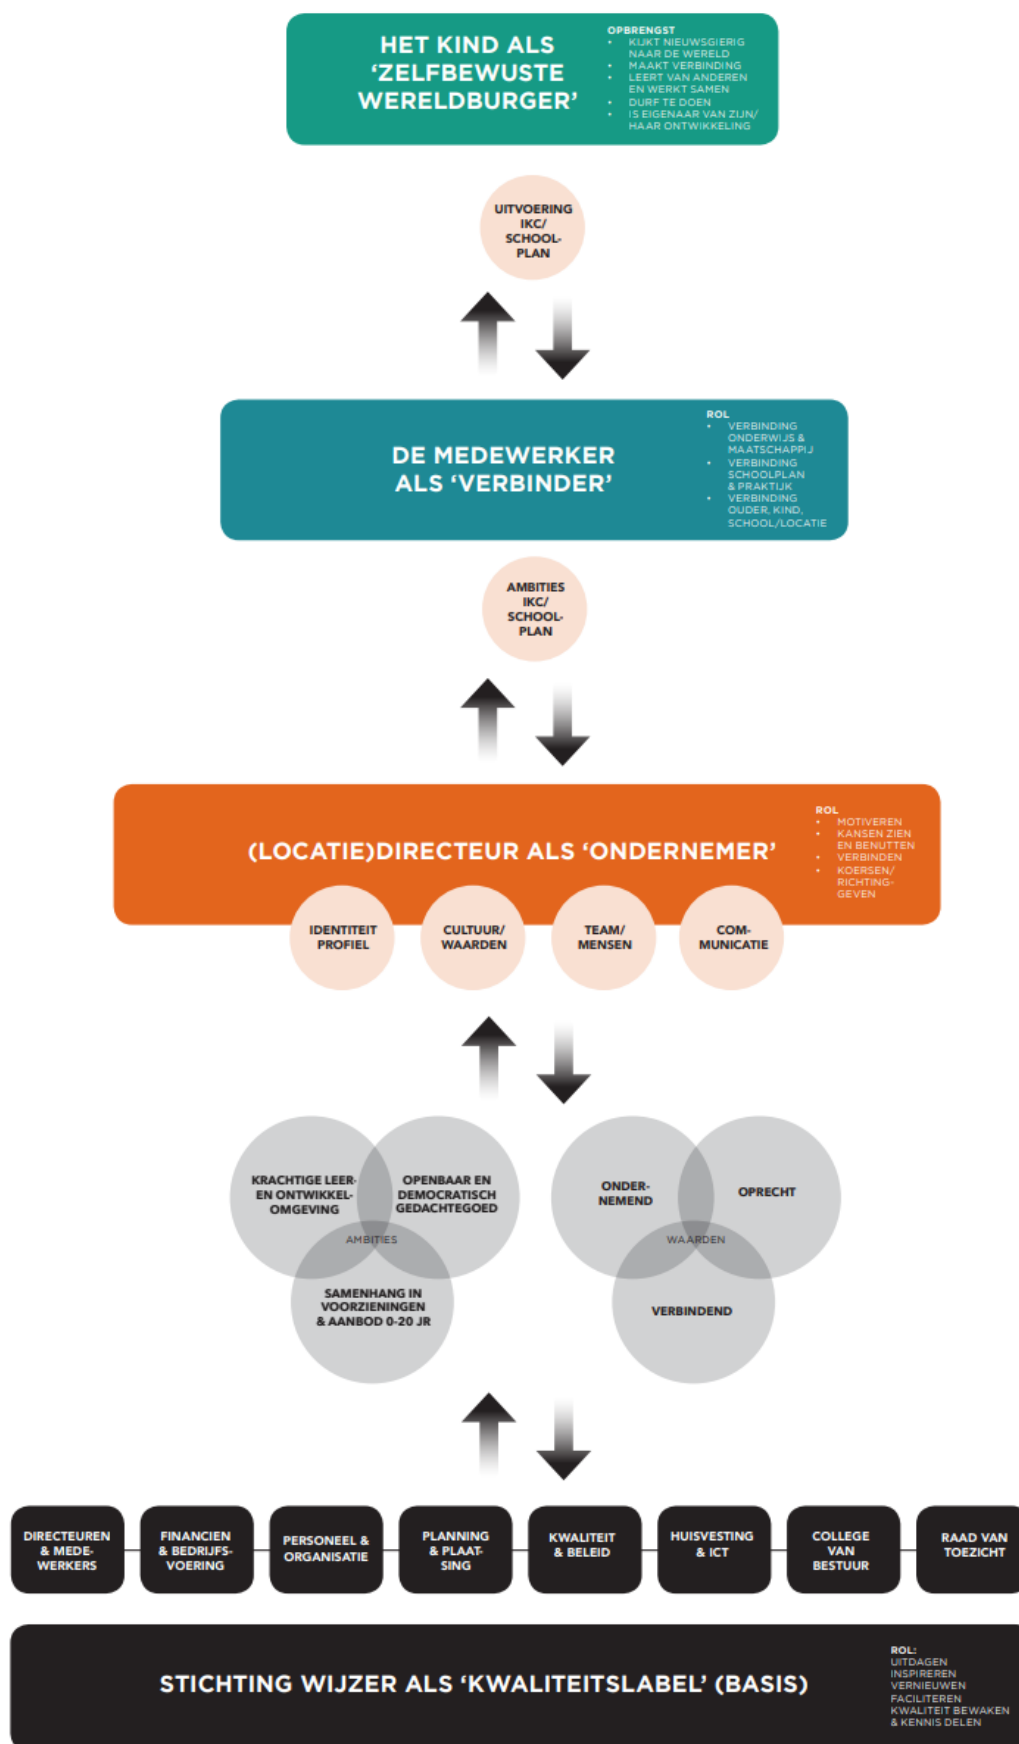 HET KIND ALS
‘ZELFBEWUSTE
WERELDBURGER’
OPBRENGST
• KIJKT NIEUWSGIERIG
NAAR DE WERELD
• MAAKT VERBINDING
• LEERT VAN ANDEREN
EN WERKT SAMEN
• DURF TE DOEN
• IS EIGENAAR VAN ZIJN/
HAAR ONTWIKKELING
UITVOERING
IKC/
SCHOOL-
PLAN
DE MEDEWERKER
ALS ‘VERBINDER’
ROL
• VERBINDING
ONDERWIJS &
MAATSCHAPPIJ
• VERBINDING
SCHOOLPLAN
& PRAKTIJK
• VERBINDING
OUDER, KIND,
SCHOOL/LOCATIE
AMBITIES
IKC/
SCHOOL-
PLAN
(LOCATIE)DIRECTEUR ALS ‘ONDERNEMER’
ROL
• MOTIVEREN
• KANSEN ZIEN
EN BENUTTEN
• VERBINDEN
• KOERSEN/
RICHTING-
GEVEN
IDENTITEIT
PROFIEL
CULTUUR/
WAARDEN
TEAM/
MENSEN
COM-
MUNICATIE
KRACHTIGE LEER-
EN ONTWIKKEL-
OMGEVING
OPENBAAR EN
DEMOCRATISCH
GEDACHTEGOED
AMBITIES
SAMENHANG IN
VOORZIENINGEN
& AANBOD 0-20 JR
ONDER-
NEMEND
OPRECHT
WAARDEN
VERBINDEND
DIRECTEUREN
& MEDE-
WERKERS
FINANCIEN
& BEDRIJFS-
VOERING
PERSONEEL &
ORGANISATIE
PLANNING
& PLAAT-
SING
KWALITEIT
& BELEID
HUISVESTING
& ICT
COLLEGE
VAN
BESTUUR
RAAD VAN
TOEZICHT
STICHTING WIJZER ALS ‘KWALITEITSLABEL’ (BASIS)
ROL:
UITDAGEN
INSPIREREN
VERNIEUWEN
FACILITEREN
KWALITEIT BEWAKEN
& KENNIS DELEN